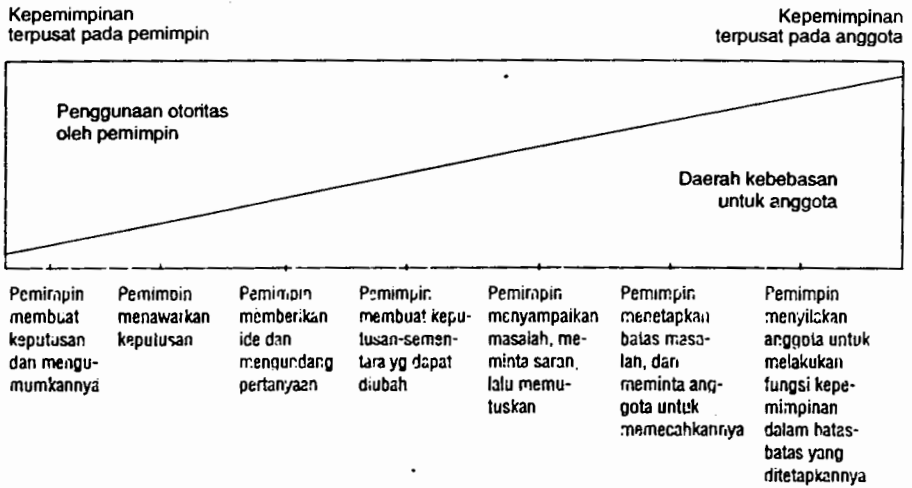 Kepemimpinan
terpusat pada pemimpin
Kepemimpinan
terpusat pada anggota
Penggunaan otoritas
oleh pemimpin
Daerah kebebasan
untuk anggota
Pemimpin
membuat
keputusan
dan mengu-
mumkannya
Pemimpin
menawarkan
keputusan
Pemimpin
memberikan
ide dan
mengundang
pertanyaan
Pemimpin
membuat kepu-
tusan-semen-
tara yg dapat
diubah
Pemimpin
menyampaikan
masalah, me-
minta saran,
lalu memu-
tuskan
Pemimpin
menetapkan
batas masa-
lah, dan
meminta ang-
gota untuk
memecahkannya
Pemimpin
menyilakan
anggota untuk
melakukan
fungsi kepe-
mimpinan
dalam batas-
batas yang
ditetapkannya